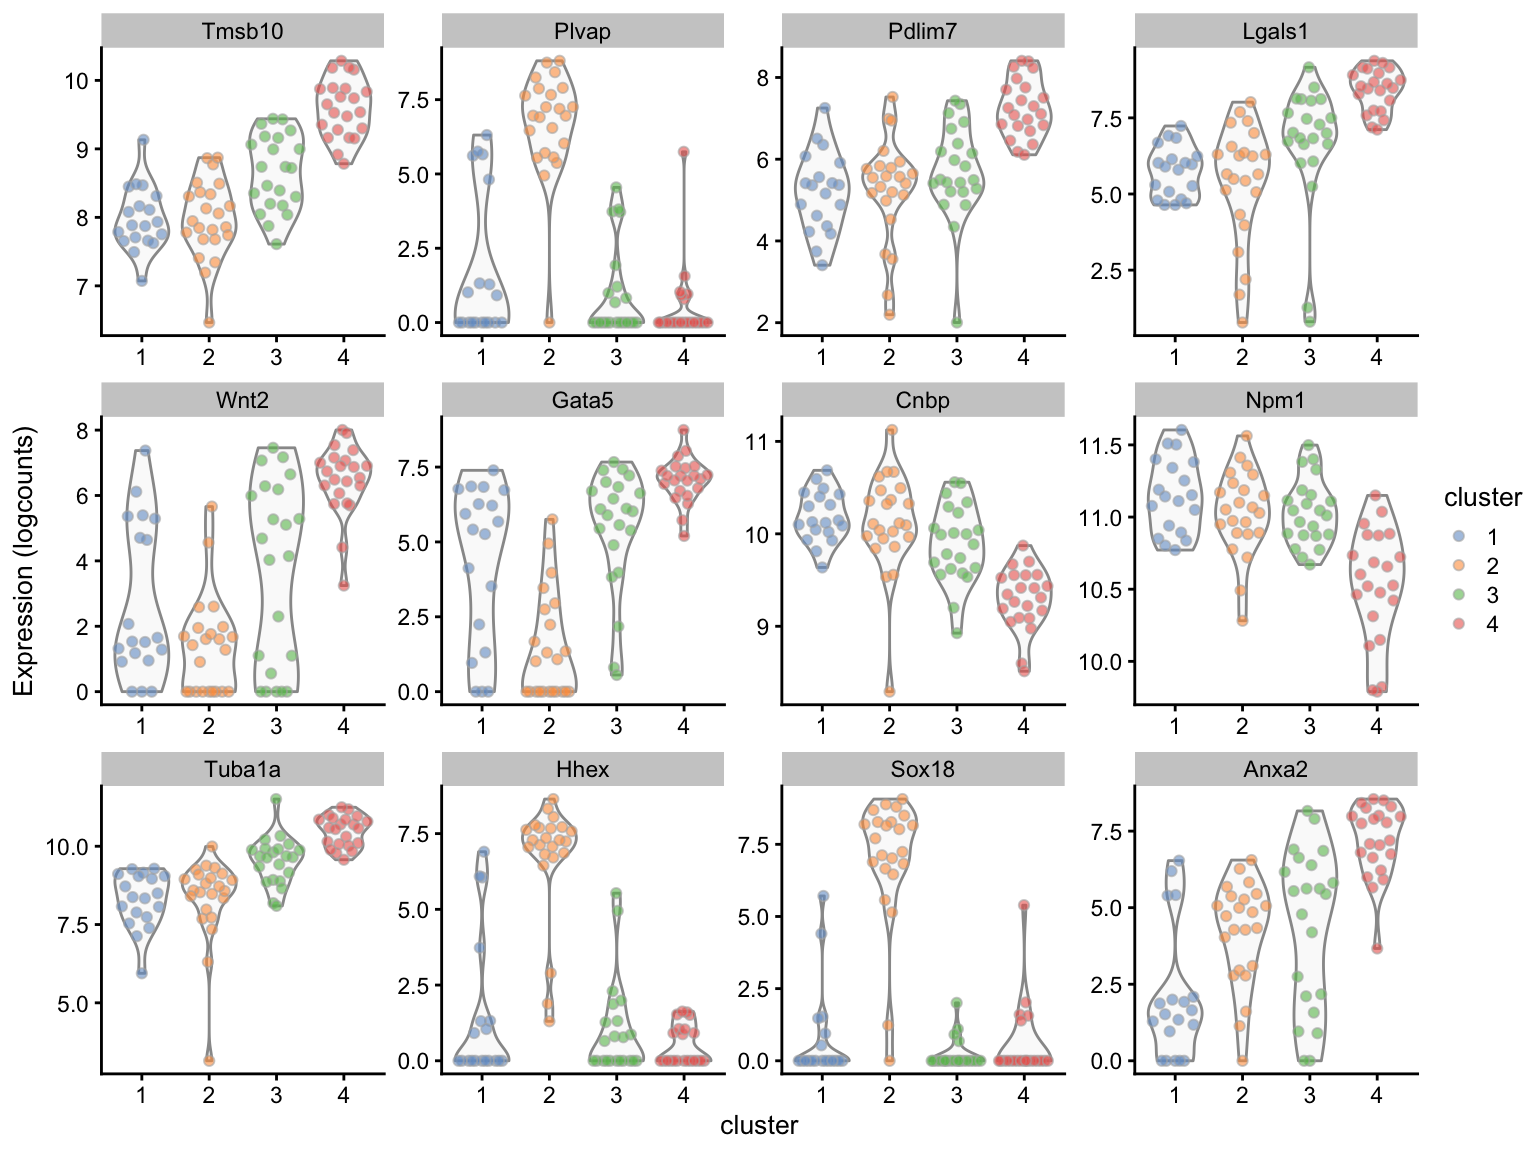 Tmsb10 Plvap Pdlim7 Lgals1
10 9 8 7
7.5 5.0 2.5 0.0
8 6 4 2
7.5 5.0 2.5
1 2 3 4 1 2 3 4 1 2 3 4 1 2 3 4
Wnt2 Gata5 Cnbp Npm1
8 6 4 2 0
7.5 5.0 2.5 0.0
11 10 9
11.5 11.0 10.5 10.0
1 2 3 4 1 2 3 4 1 2 3 4 1 2 3 4
Tuba1a Hhex Sox18 Anxa2
10.0 7.5 5.0
7.5 5.0 2.5 0.0
7.5 5.0 2.5 0.0
7.5 5.0 2.5 0.0
1 2 3 4 1 2 3 4 1 2 3 4 1 2 3 4
Expression (logcounts)
cluster
cluster
1
2
3
4